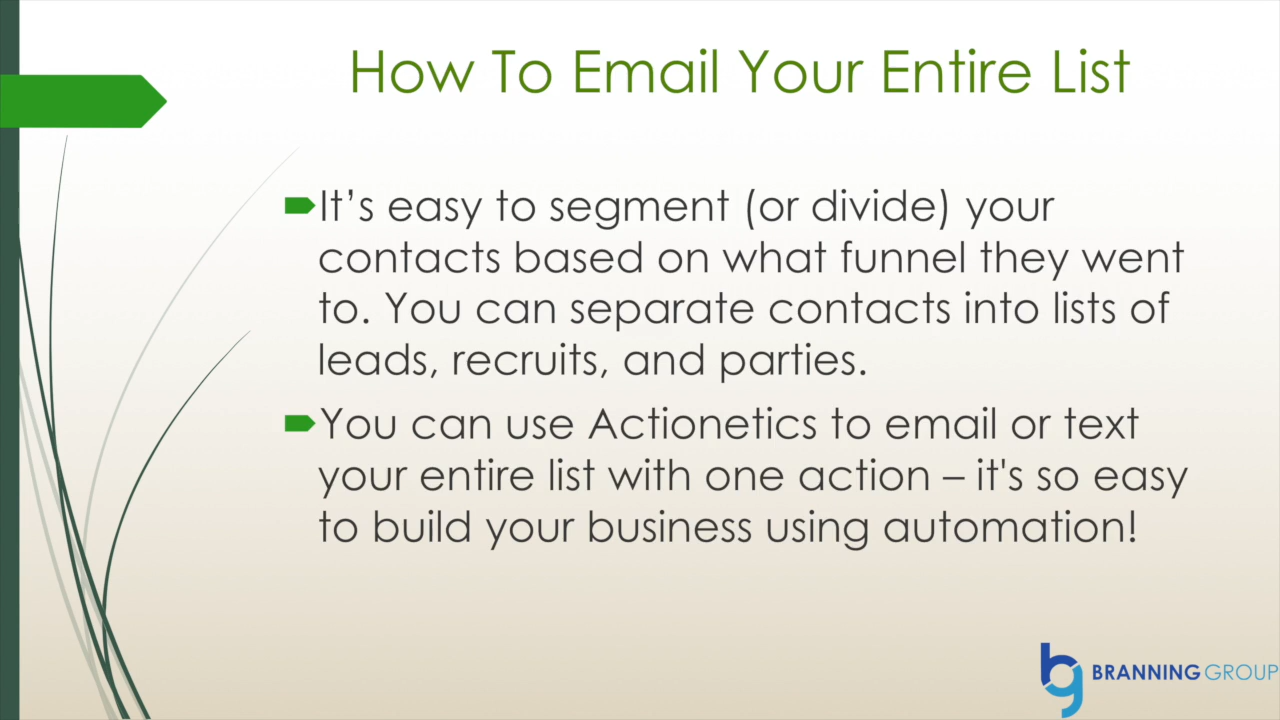 How To Email Your Entire List
It’s easy to segment (or divide) your
contacts based on what funnel they went
to. You can separate contacts into lists of
leads, recruits, and parties.
You can use Actionetics to email or text
your entire list with one action – it's so easy
to build your business using automation!
bg BRANNING GROUP